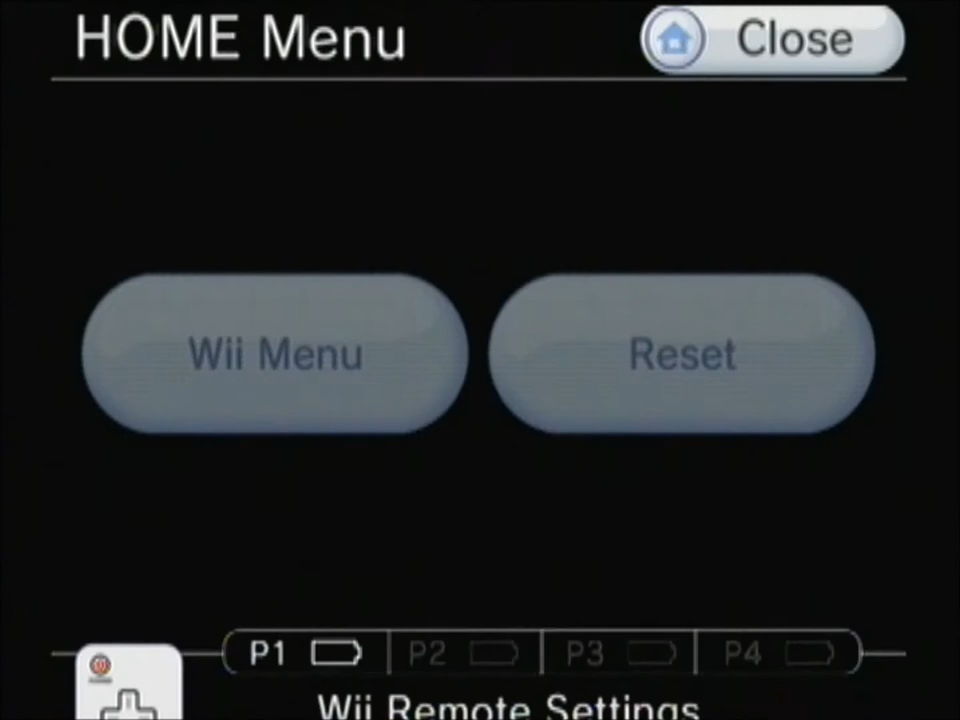 HOME Menu
Close
Wii Menu
Reset
P1
P2
P3
P4
Wii Remote Settings